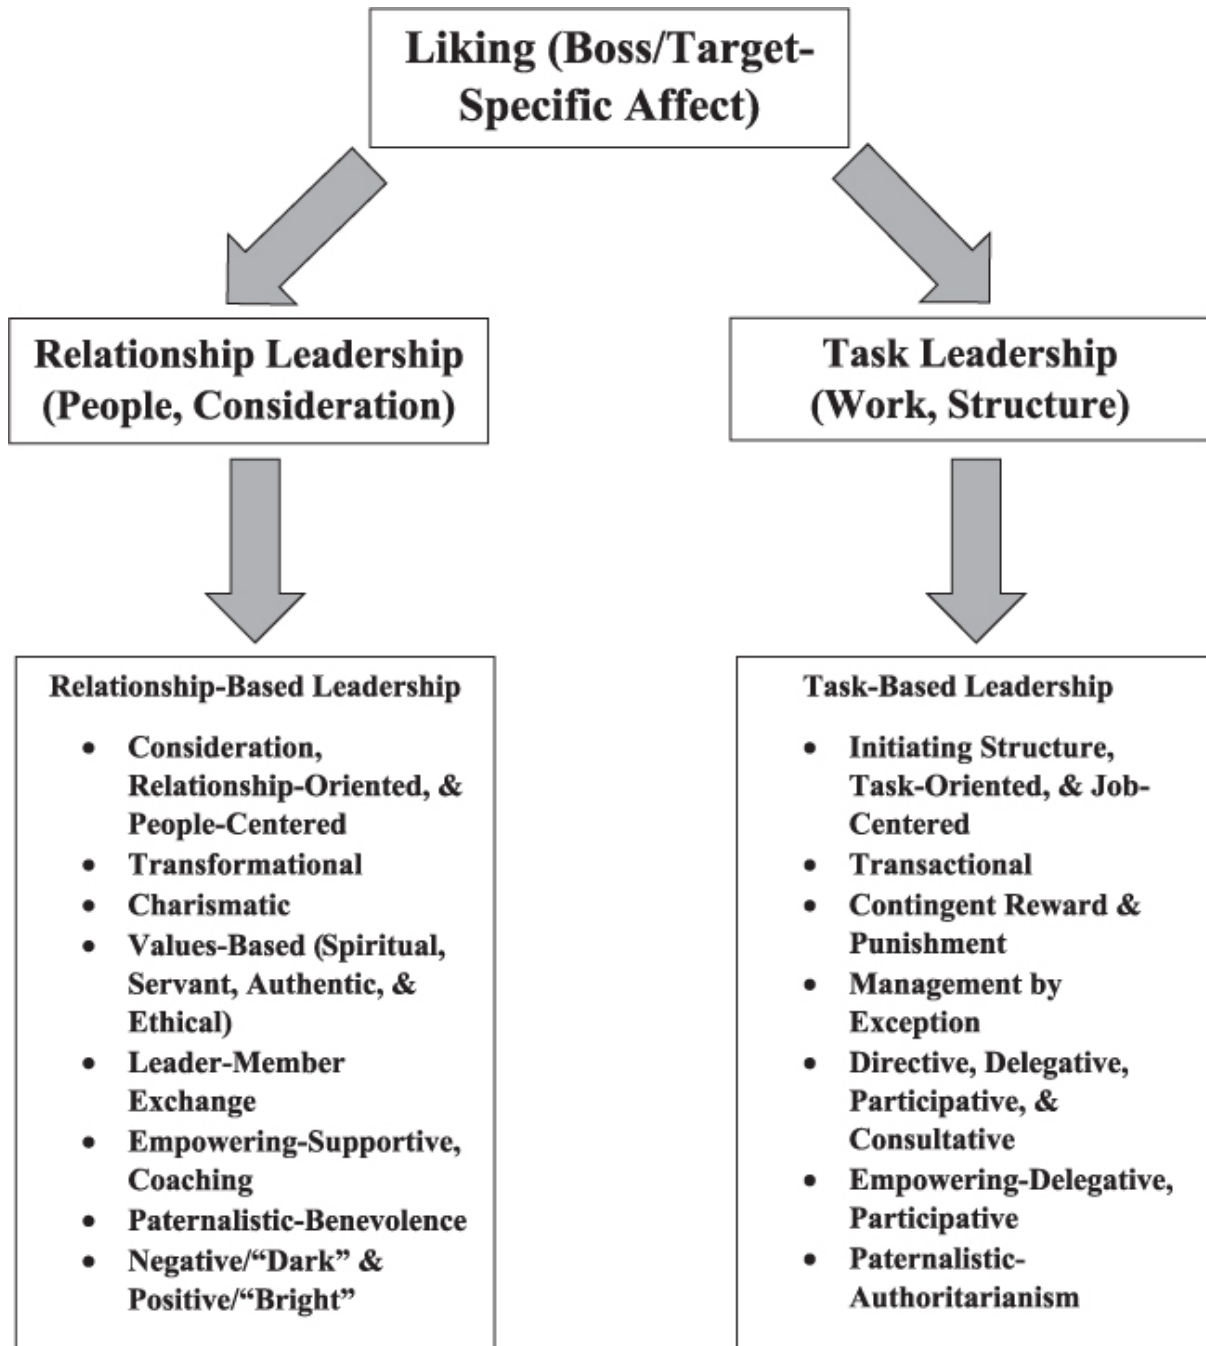 Liking (Boss/Target-
Specific Affect)
Relationship Leadership
(People, Consideration)
Task Leadership
(Work, Structure)
Relationship-Based Leadership
• Consideration,
Relationship-Oriented, &
People-Centered
• Transformational
• Charismatic
• Values-Based (Spiritual,
Servant, Authentic, &
Ethical)
• Leader-Member
Exchange
• Empowering-Supportive,
Coaching
• Paternalistic-Benevolence
• Negative/“Dark” &
Positive/“Bright”
Task-Based Leadership
• Initiating Structure,
Task-Oriented, & Job-
Centered
• Transactional
• Contingent Reward &
Punishment
• Management by
Exception
• Directive, Delegative,
Participative, &
Consultative
• Empowering-Delegative,
Participative
• Paternalistic-
Authoritarianism